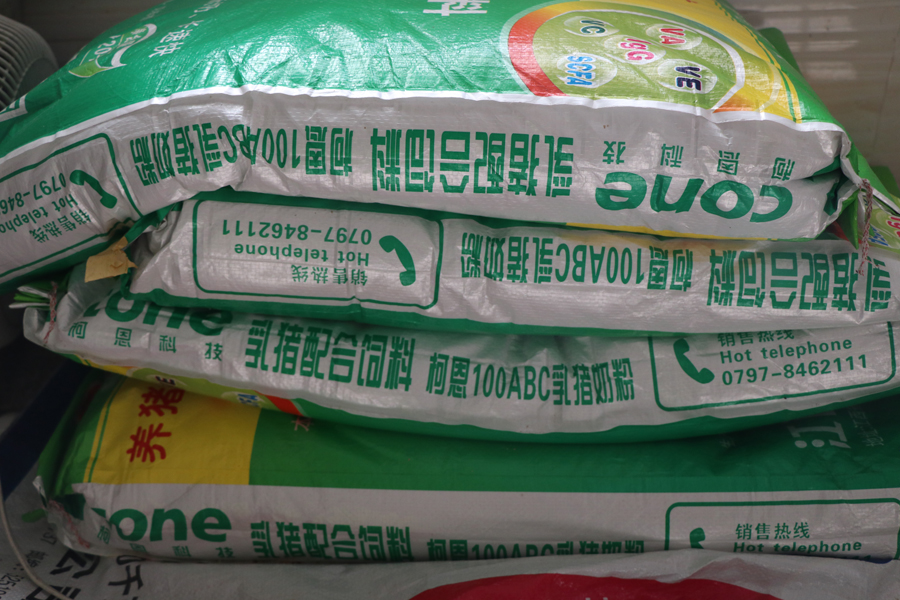 VC
VA
IgG
SCFA
VE
料
柯恩100ABC乳猪奶粉
乳猪配合饲料
cone
柯恩科技
0797-846
Hot telephone
销售热线
0797-8462111
Hot telephone
销售热线
柯恩100ABC乳猪奶粉
乳猪配合饲料
cone
柯恩科技
乳猪配合饲料
柯恩100ABC乳猪奶粉
销售热线
Hot telephone
0797-8462111
养猪
江
cone
乳猪配合饲料
柯恩100ABC乳猪奶粉
销售热线
Hot telephone